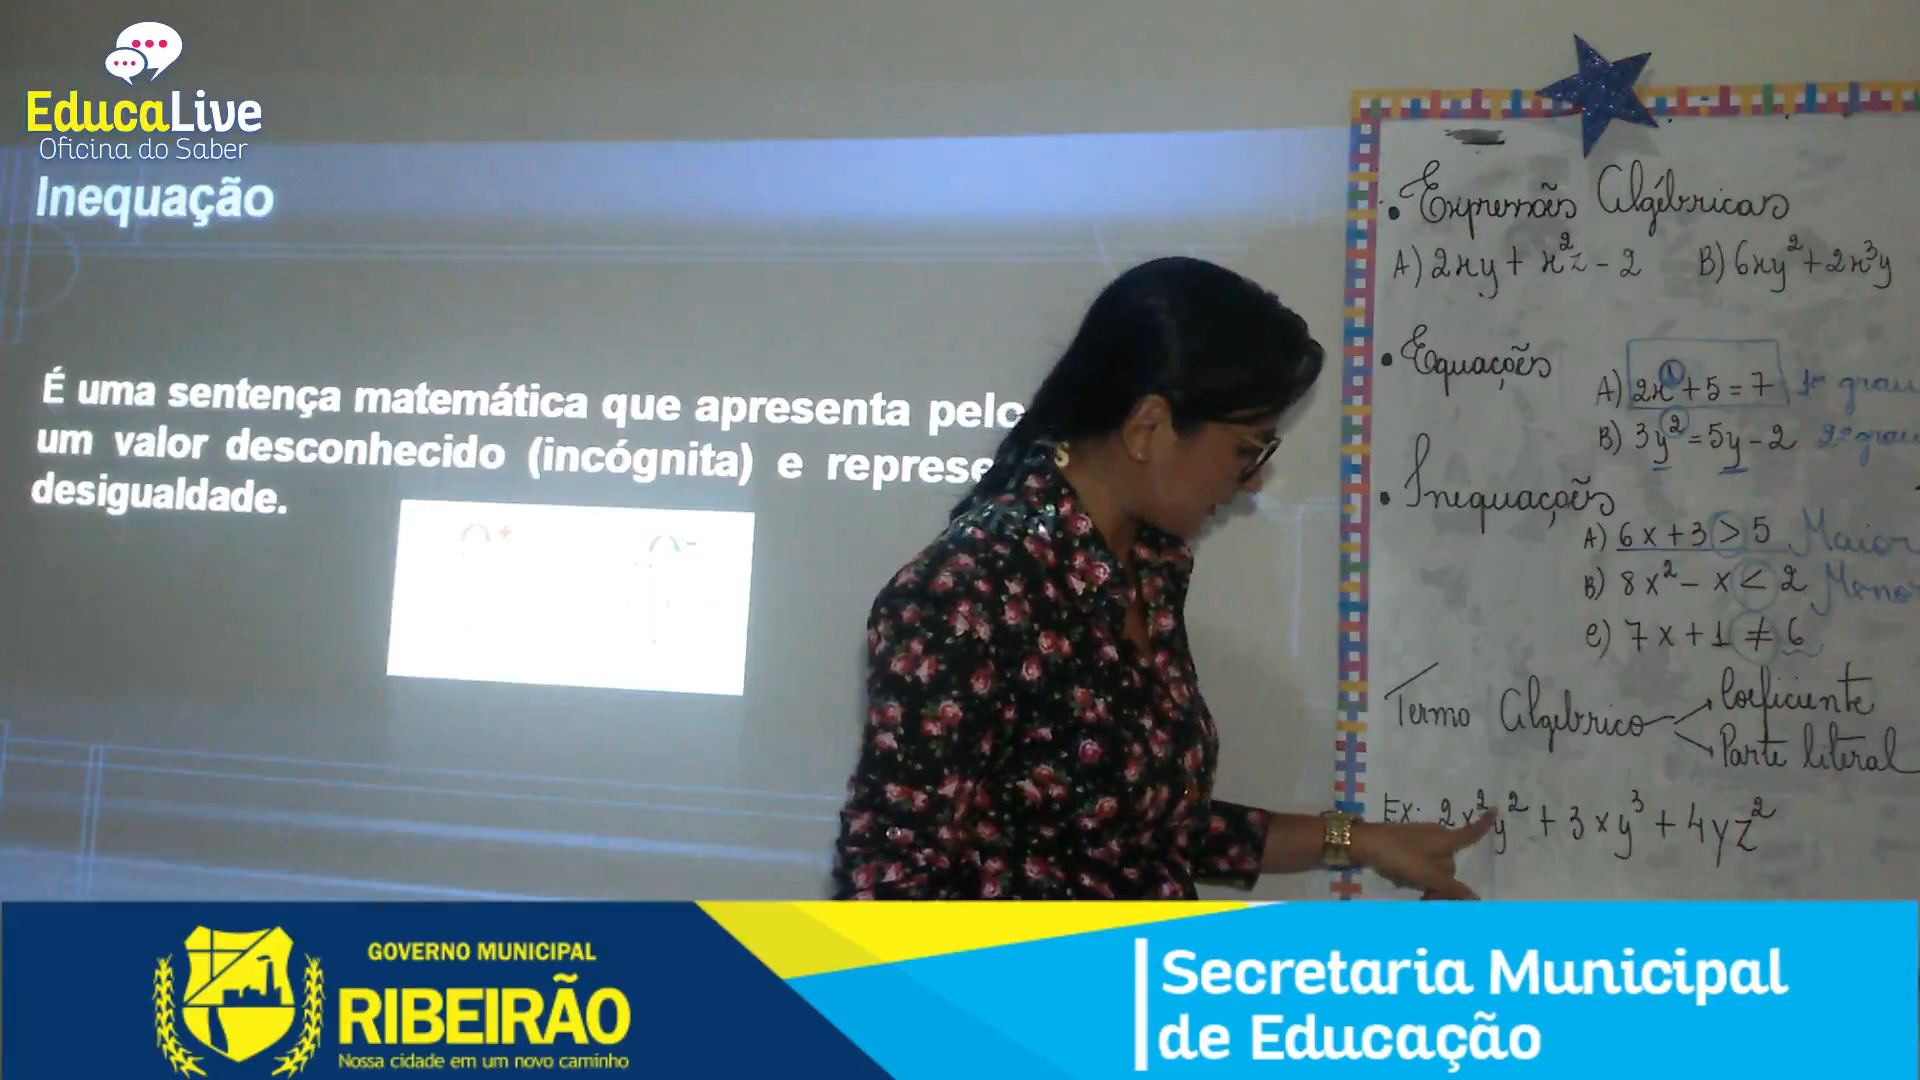 EducaLive
Oficina do Saber
Inequação
É uma sentença matemática que apresenta pelo
um valor desconhecido (incógnita) e represe
desigualdade.
• Expressões Algébricas
A) 2xy + x²z - 2 B) 6xy² + 2x³y
• Equações
A) 2x¹ + 5 = 7 1º grau
B) 3y² = 5y - 2 2º grau
• Inequações
A) 6x + 3 > 5 Maior
B) 8x² - x < 2 Meno
C) 7x + 1 ≠ 6
Termo Algébrico
Coeficiente
Parte literal
Ex: 2x²y² + 3xy³ + 4yz²
GOVERNO MUNICIPAL
RIBEIRÃO
Nossa cidade em um novo caminho
Secretaria Municipal
de Educação